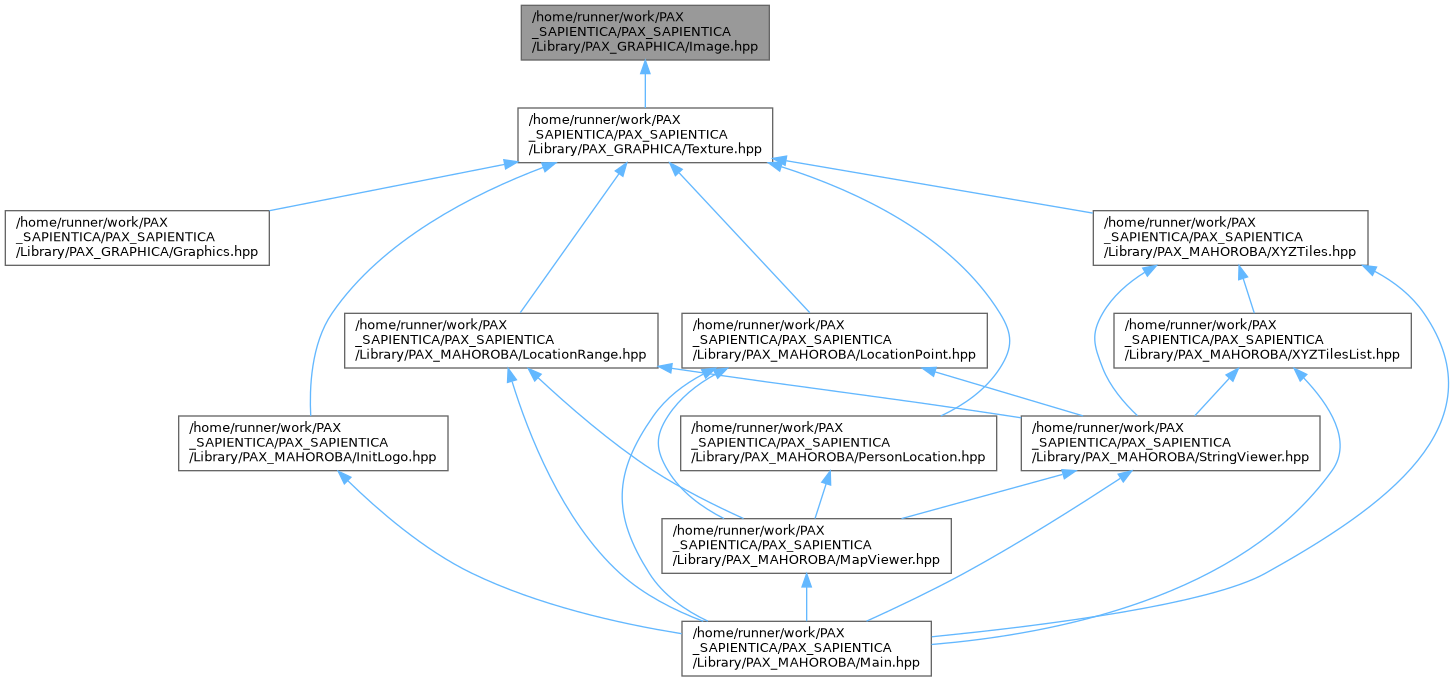 /home/runner/work/PAX
_SAPIENTICA/PAX_SAPIENTICA
/Library/PAX_GRAPHICA/Image.hpp
/home/runner/work/PAX
_SAPIENTICA/PAX_SAPIENTICA
/Library/PAX_GRAPHICA/Texture.hpp
/home/runner/work/PAX
_SAPIENTICA/PAX_SAPIENTICA
/Library/PAX_GRAPHICA/Graphics.hpp
/home/runner/work/PAX
_SAPIENTICA/PAX_SAPIENTICA
/Library/PAX_MAHOROBA/XYZTiles.hpp
/home/runner/work/PAX
_SAPIENTICA/PAX_SAPIENTICA
/Library/PAX_MAHOROBA/LocationRange.hpp
/home/runner/work/PAX
_SAPIENTICA/PAX_SAPIENTICA
/Library/PAX_MAHOROBA/LocationPoint.hpp
/home/runner/work/PAX
_SAPIENTICA/PAX_SAPIENTICA
/Library/PAX_MAHOROBA/XYZTilesList.hpp
/home/runner/work/PAX
_SAPIENTICA/PAX_SAPIENTICA
/Library/PAX_MAHOROBA/InitLogo.hpp
/home/runner/work/PAX
_SAPIENTICA/PAX_SAPIENTICA
/Library/PAX_MAHOROBA/PersonLocation.hpp
/home/runner/work/PAX
_SAPIENTICA/PAX_SAPIENTICA
/Library/PAX_MAHOROBA/StringViewer.hpp
/home/runner/work/PAX
_SAPIENTICA/PAX_SAPIENTICA
/Library/PAX_MAHOROBA/MapViewer.hpp
/home/runner/work/PAX
_SAPIENTICA/PAX_SAPIENTICA
/Library/PAX_MAHOROBA/Main.hpp